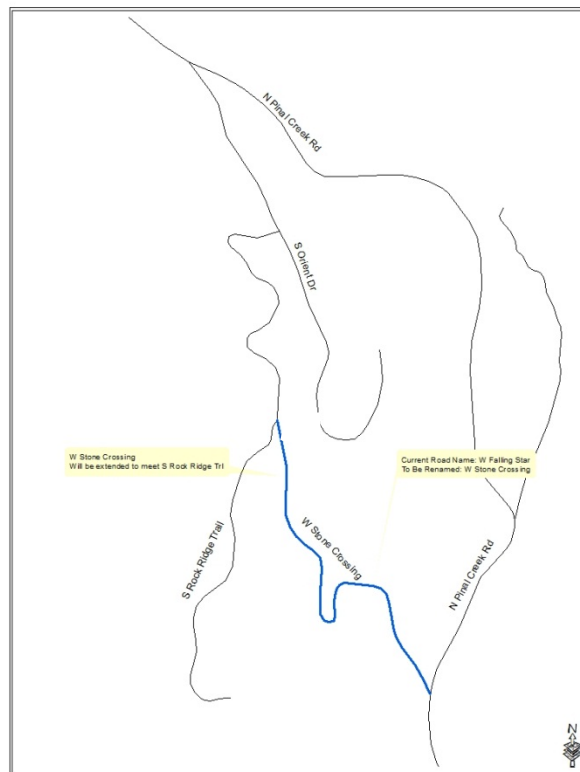 N Pinal Creek Rd
S Orient Dr
W Stone Crossing
Will be extended to meet S Rock Ridge Trl
Current Road Name: W Falling Star
To Be Renamed: W Stone Crossing
S Rock Ridge Trail
W Stone Crossing
N Pinal Creek Rd
N